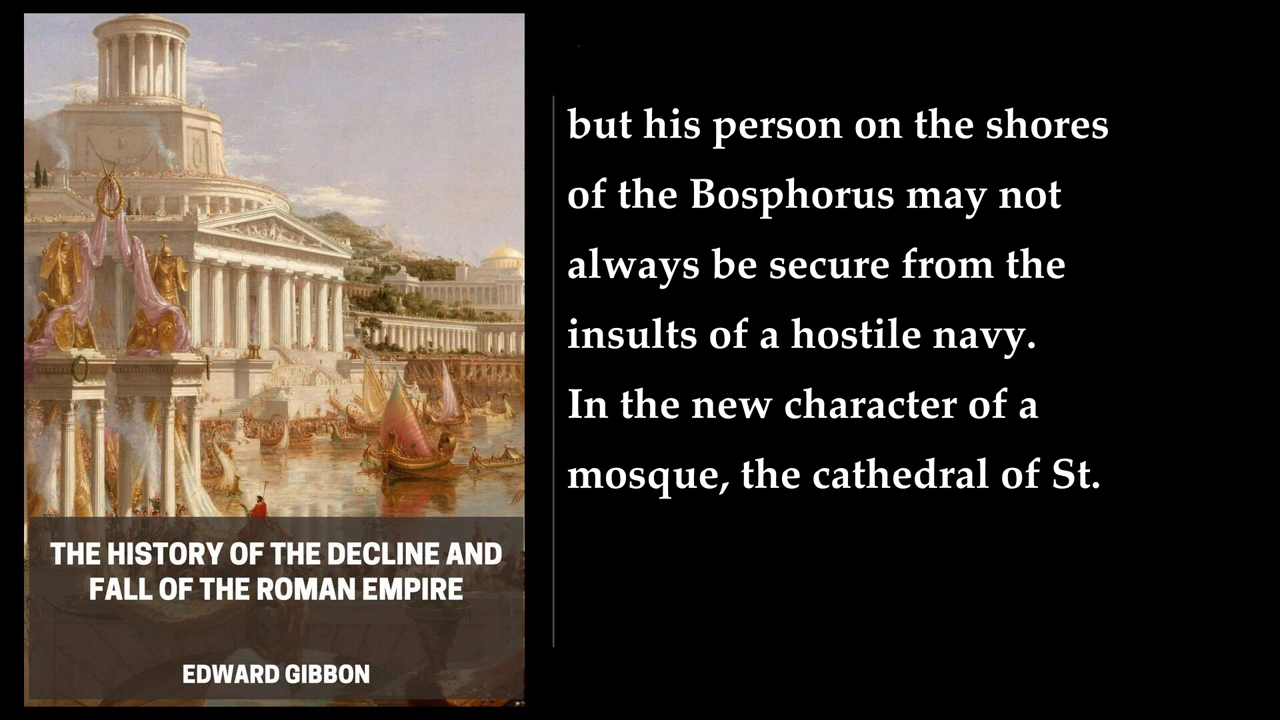 THE HISTORY OF THE DECLINE AND
FALL OF THE ROMAN EMPIRE
EDWARD GIBBON
but his person on the shores
of the Bosphorus may not
always be secure from the
insults of a hostile navy.
In the new character of a
mosque, the cathedral of St.